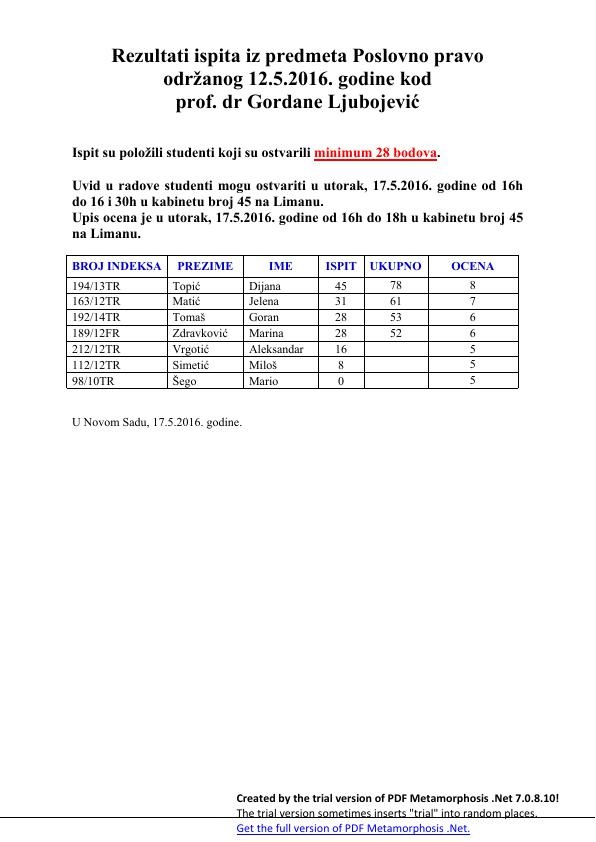 Rezultati ispita iz predmeta Poslovno pravo
održanog 12.5.2016. godine kod
prof. dr Gordane Ljubojević
Ispit su položili studenti koji su ostvarili minimum 28 bodova.
Uvid u radove studenti mogu ostvariti u utorak, 17.5.2016. godine od 16h
do 16 i 30h u kabinetu broj 45 na Limanu.
Upis ocena je u utorak, 17.5.2016. godine od 16h do 18h u kabinetu broj 45
na Limanu.
BROJ INDEKSA PREZIME IME ISPIT UKUPNO OCENA
194/13TR Topić Dijana 45 78 8
163/12TR Matić Jelena 31 61 7
192/14TR Tomaš Goran 28 53 6
189/12FR Zdravković Marina 28 52 6
212/12TR Vrgotić Aleksandar 16 5
112/12TR Simetić Miloš 8 5
98/10TR Šego Mario 0 5
U Novom Sadu, 17.5.2016. godine.
Created by the trial version of PDF Metamorphosis .Net 7.0.8.10!
The trial version sometimes inserts "trial" into random places.
Get the full version of PDF Metamorphosis .Net.